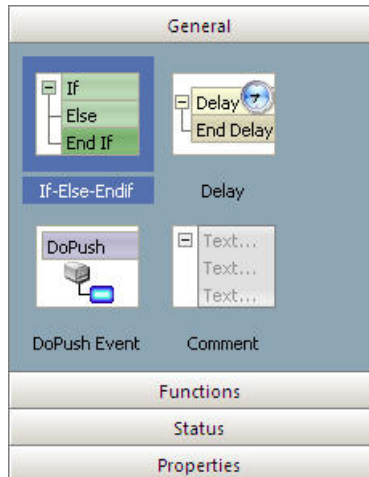 General
If
Else
End If
If-Else-Endif
Delay
End Delay
Delay
DoPush
DoPush Event
Text...
Text...
Text...
Comment
Functions
Status
Properties